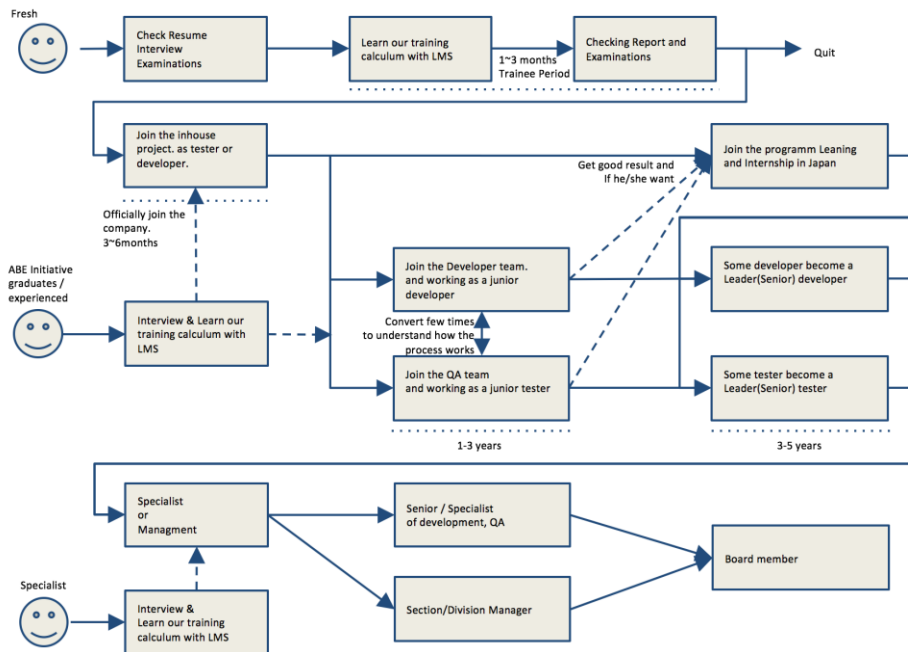 Fresh
Check Resume
Interview
Examinations
Learn our training
calculum with LMS
1~3 months
Trainee Period
Checking Report and
Examinations
Quit
Join the inhouse
project. as tester or
developer.
Get good result and
If he/she want
Join the programm Leaning
and Internship in Japan
Officially join the
company.
3~6months
ABE Initiative
graduates /
experienced
Interview & Learn our
training calculum with
LMS
Join the Developer team.
and working as a junior
developer
Some developer become a
Leader(Senior) developer
Convert few times
to understand how the
process works
Join the QA team
and working as a junior tester
Some tester become a
Leader(Senior) tester
1-3 years
3-5 years
Specialist
or
Managment
Senior / Specialist
of development, QA
Board member
Specialist
Interview &
Learn our training
calculum with LMS
Section/Division Manager